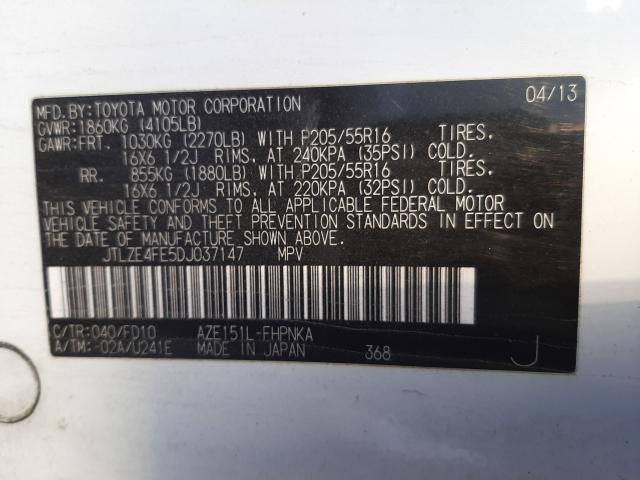 MFD. BY: TOYOTA MOTOR CORPORATION 04/13
GVWR: 1860KG (4105LB)
GAWR: FRT. 1030KG (2270LB) WITH P205/55R16 TIRES,
16X6 1/2J RIMS, AT 240KPA (35PSI) COLD.
RR. 855KG (1880LB) WITH P205/55R16 TIRES,
16X6 1/2J RIMS, AT 220KPA (32PSI) COLD.
THIS VEHICLE CONFORMS TO ALL APPLICABLE FEDERAL MOTOR
VEHICLE SAFETY AND THEFT PREVENTION STANDARDS IN EFFECT ON
THE DATE OF MANUFACTURE SHOWN ABOVE.
JTLZE4FE5DJ037147 MPV
C/TR: 040/FD10 AZE151L-FHPNKA
A/TM: -02A/U241E MADE IN JAPAN 368 J